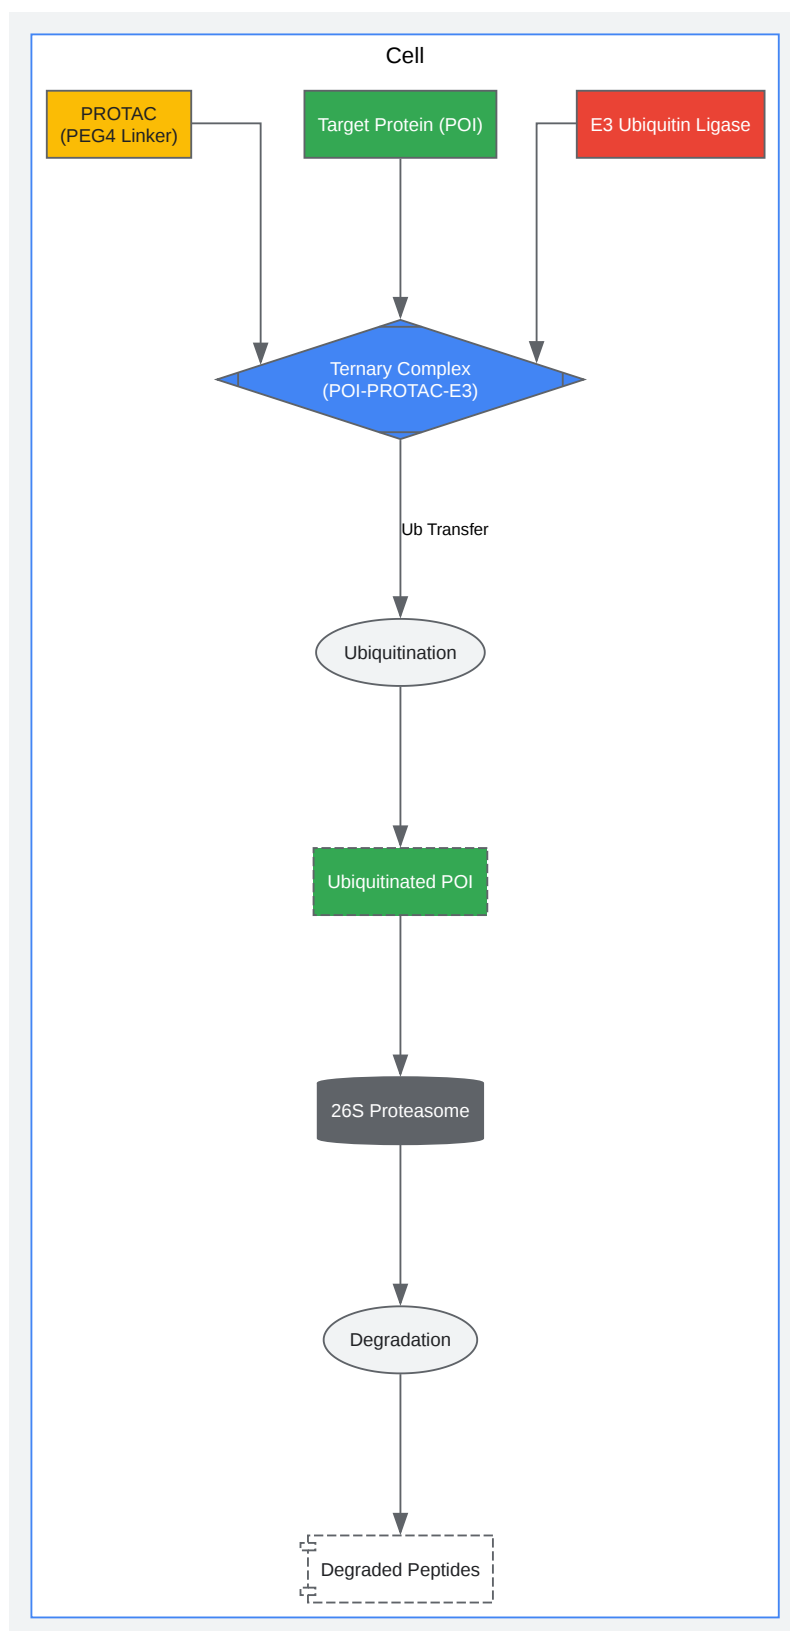 Cell
PROTAC
(PEG4 Linker)
Target Protein (POI)
E3 Ubiquitin Ligase
Ternary Complex
(POI-PROTAC-E3)
Ub Transfer
Ubiquitination
Ubiquitinated POI
26S Proteasome
Degradation
Degraded Peptides